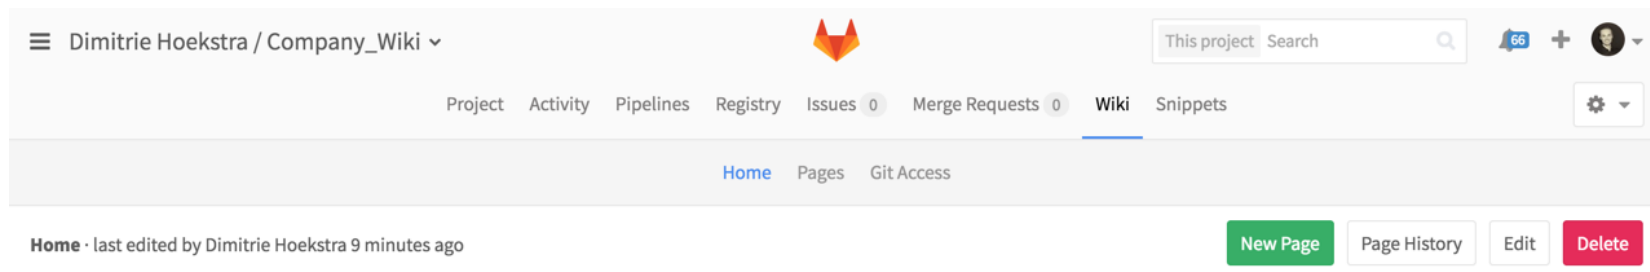 Dimitrie Hoekstra / Company_Wiki This project Search 66
Project Activity Pipelines Registry Issues 0 Merge Requests 0 Wiki Snippets
Home Pages Git Access
Home · last edited by Dimitrie Hoekstra 9 minutes ago New Page Page History Edit Delete